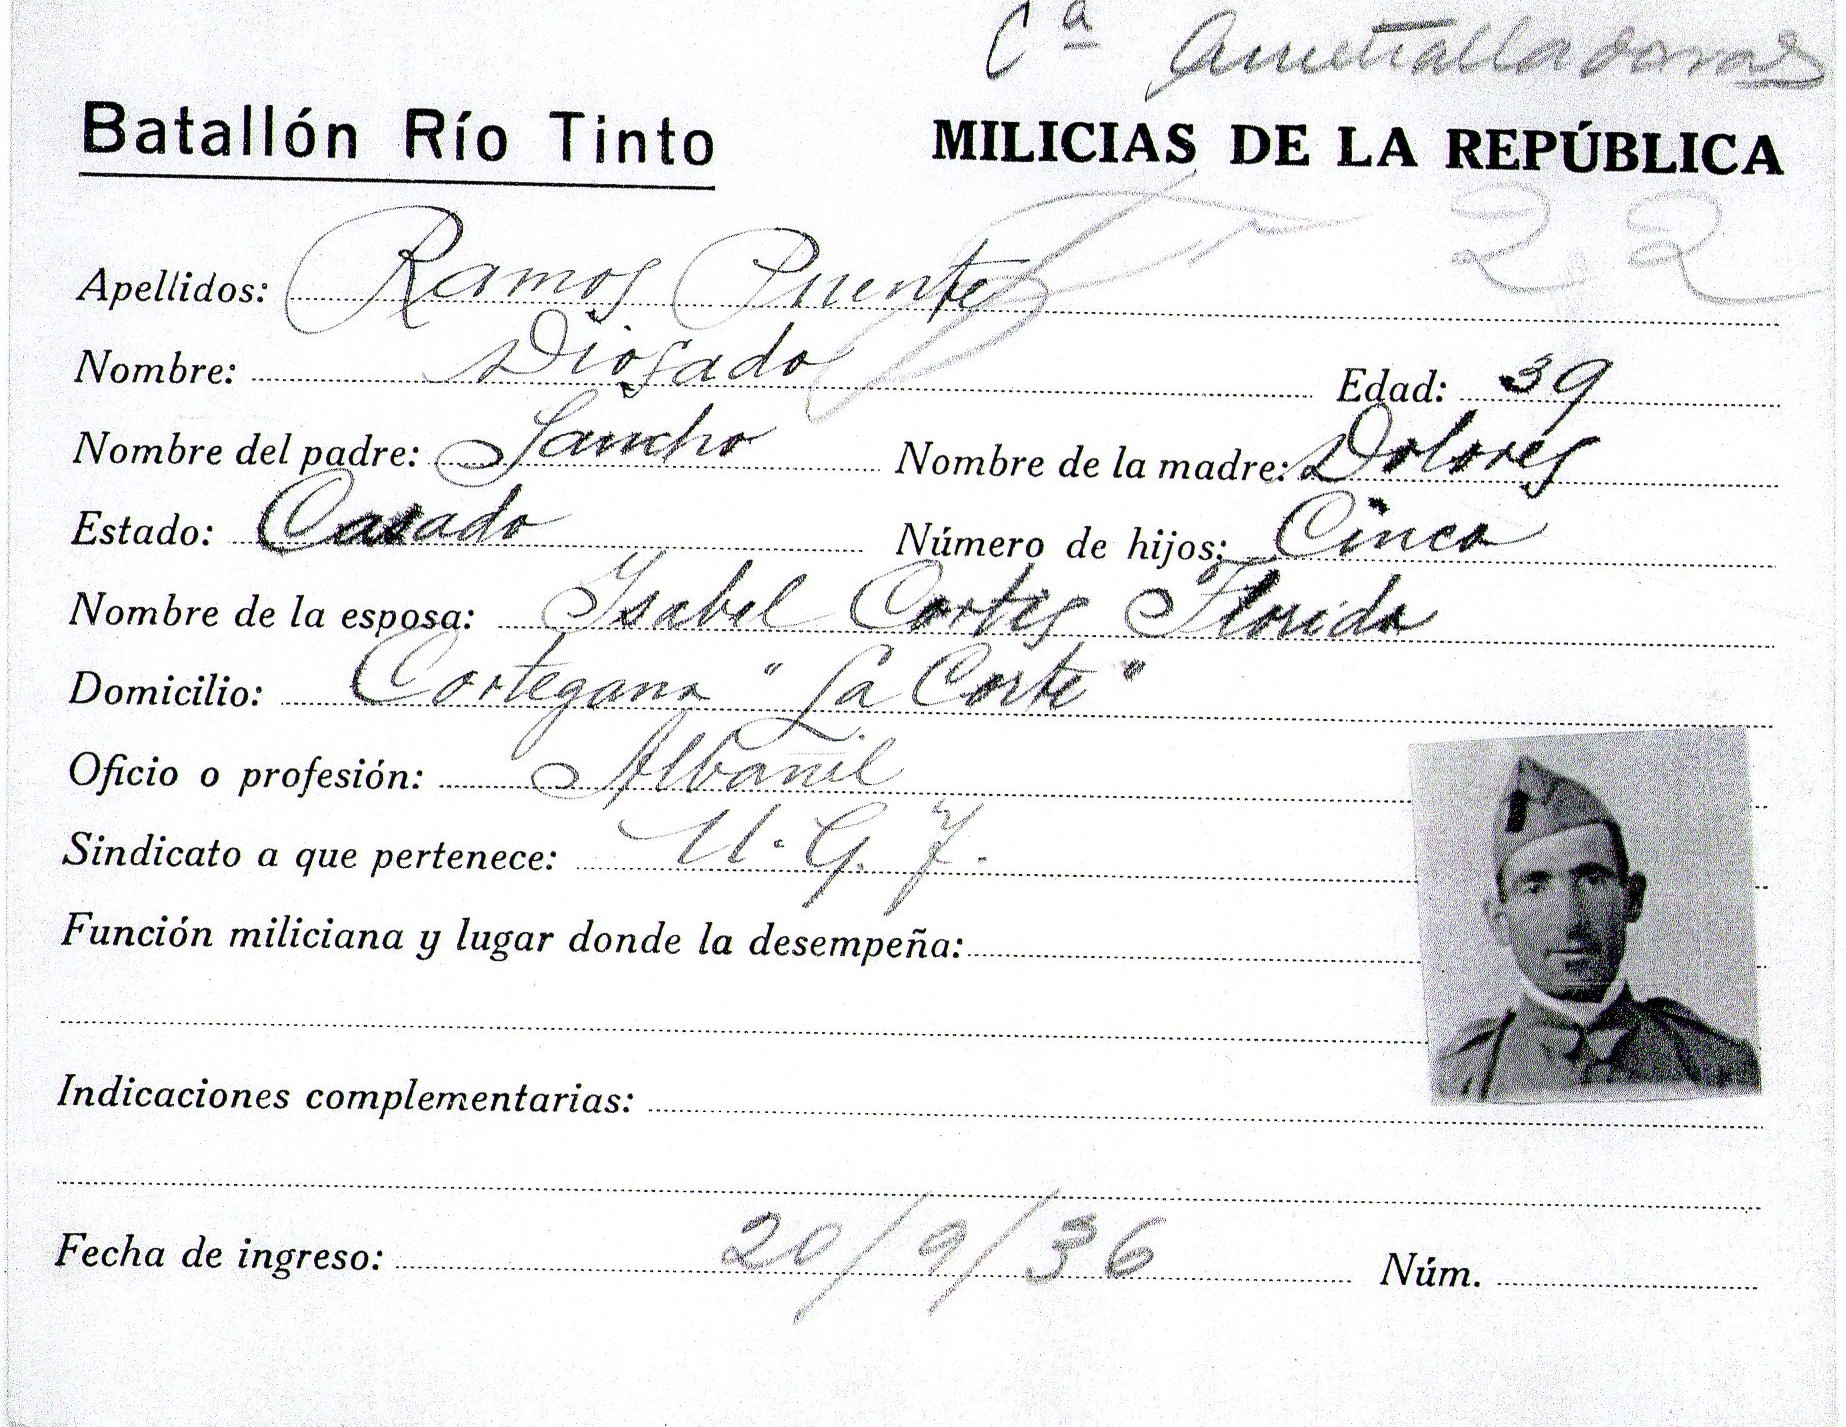 Cª Ametralladoras
Batallón Río Tinto MILICIAS DE LA REPÚBLICA
22
Apellidos: Ramos Puente
Nombre: Diosado Edad: 39
Nombre del padre: Sancho Nombre de la madre: Dolores
Estado: Casado Número de hijos: Cinco
Nombre de la esposa: Isabel Cortes Florido
Domicilio: Cortegana "La Corte"
Oficio o profesión: Albanil
Sindicato a que pertenece: U.G.T.
Función miliciana y lugar donde la desempeña:
Indicaciones complementarias:
Fecha de ingreso: 20/9/36 Núm.